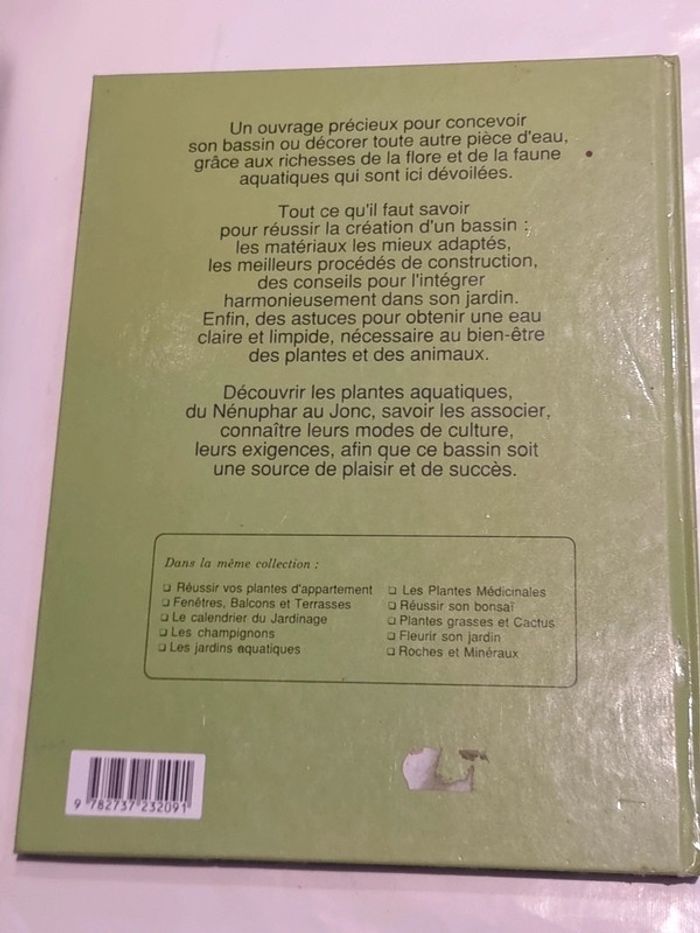 Un ouvrage précieux pour concevoir
son bassin ou décorer toute autre pièce d'eau,
grâce aux richesses de la flore et de la faune
aquatiques qui sont ici dévoilées.
Tout ce qu'il faut savoir
pour réussir la création d'un bassin :
les matériaux les mieux adaptés,
les meilleurs procédés de construction,
des conseils pour l'intégrer
harmonieusement dans son jardin.
Enfin, des astuces pour obtenir une eau
claire et limpide, nécessaire au bien-être
des plantes et des animaux.
Découvrir les plantes aquatiques,
du Nénuphar au Jonc, savoir les associer,
connaître leurs modes de culture,
leurs exigences, afin que ce bassin soit
une source de plaisir et de succès.
Dans la même collection :
❑ Réussir vos plantes d'appartement
❑ Fenêtres, Balcons et Terrasses
❑ Le calendrier du Jardinage
❑ Les champignons
❑ Les jardins aquatiques
❑ Les Plantes Médicinales
❑ Réussir son bonsaï
❑ Plantes grasses et Cactus
❑ Fleurir son jardin
❑ Roches et Minéraux
9 782737 232091